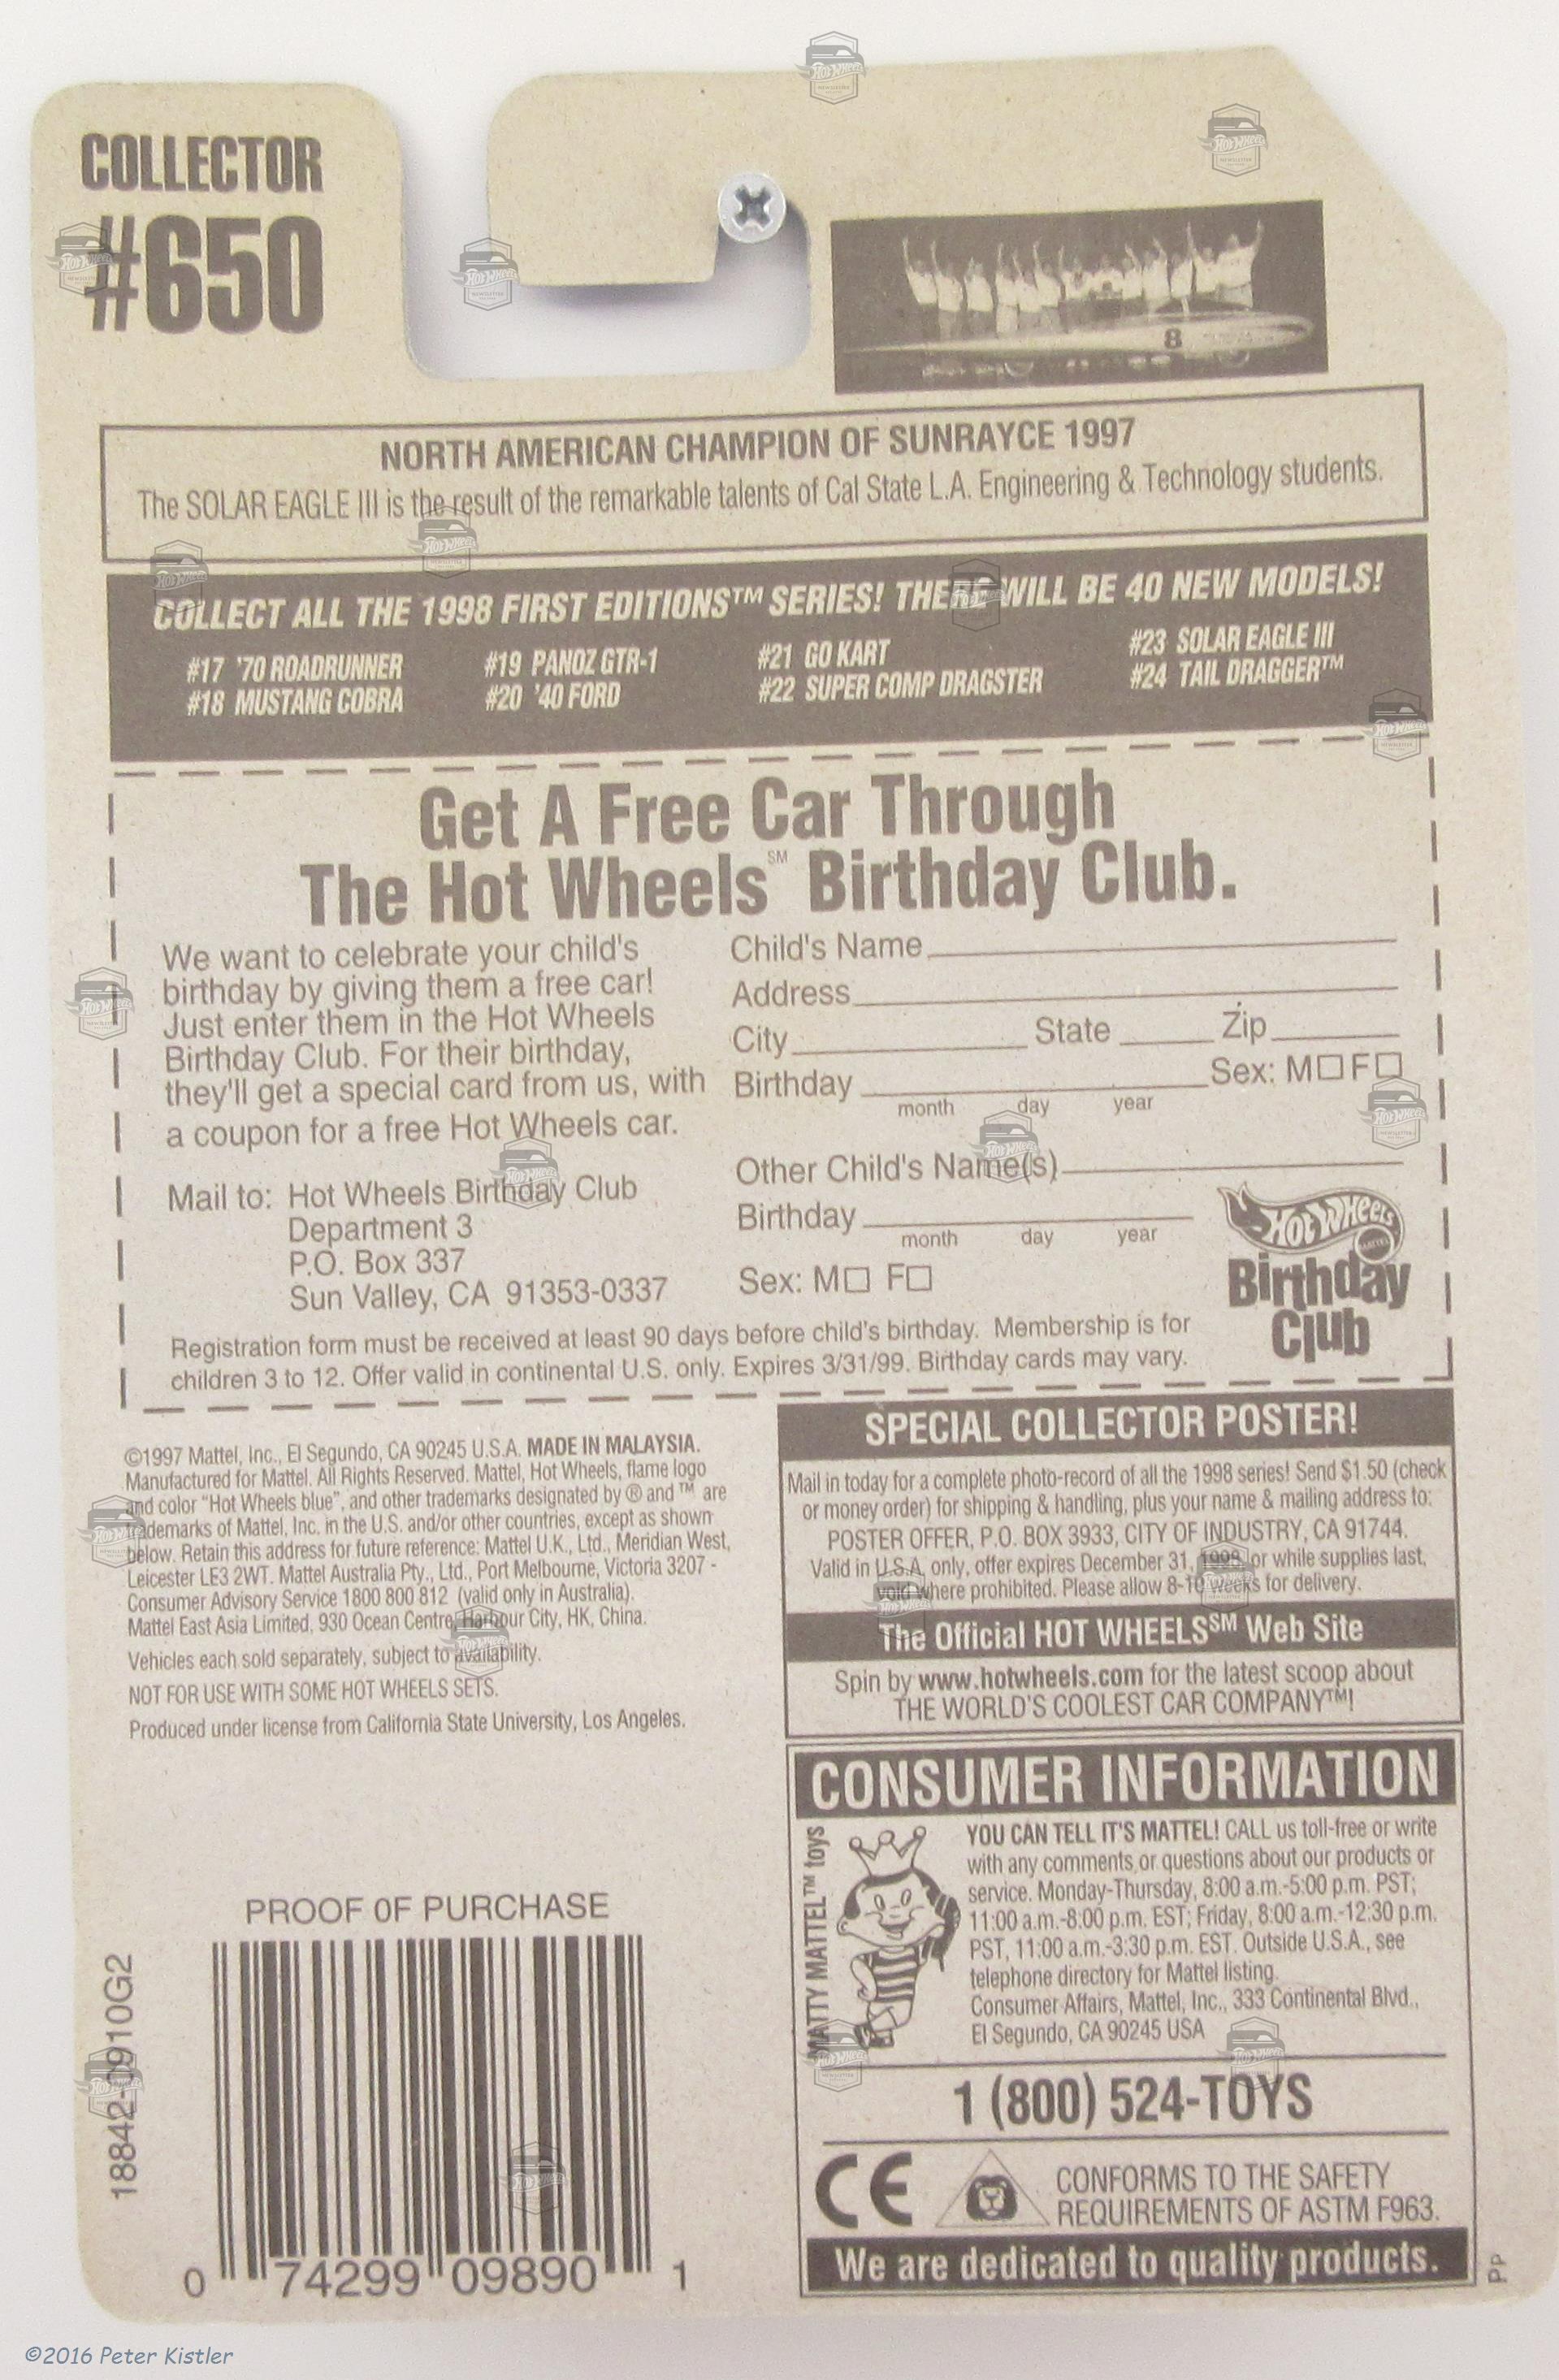 COLLECTOR
#650
8
NORTH AMERICAN CHAMPION OF SUNRAYCE 1997
The SOLAR EAGLE III is the result of the remarkable talents of Cal State L.A. Engineering & Technology students.
COLLECT ALL THE 1998 FIRST EDITIONS™ SERIES! THERE WILL BE 40 NEW MODELS!
#17 '70 ROADRUNNER
#18 MUSTANG COBRA
#19 PANOZ GTR-1
#20 '40 FORD
#21 GO KART
#22 SUPER COMP DRAGSTER
#23 SOLAR EAGLE III
#24 TAIL DRAGGER™
Get A Free Car Through
The Hot Wheels℠ Birthday Club.
We want to celebrate your child's
birthday by giving them a free car!
Just enter them in the Hot Wheels
Birthday Club. For their birthday,
they'll get a special card from us, with
a coupon for a free Hot Wheels car.
Mail to: Hot Wheels Birthday Club
Department 3
P.O. Box 337
Sun Valley, CA 91353-0337
Child's Name
Address
City State Zip
Birthday Sex: M□ F□
month day year
Other Child's Name(s)
Birthday
month day year
Sex: M□ F□
HOT WHEELS
MATTEL
Birthday
Club
Registration form must be received at least 90 days before child's birthday. Membership is for
children 3 to 12. Offer valid in continental U.S. only. Expires 3/31/99. Birthday cards may vary.
©1997 Mattel, Inc., El Segundo, CA 90245 U.S.A. MADE IN MALAYSIA.
Manufactured for Mattel. All Rights Reserved. Mattel, Hot Wheels, flame logo
and color "Hot Wheels blue", and other trademarks designated by ® and ™ are
trademarks of Mattel, Inc. in the U.S. and/or other countries, except as shown
below. Retain this address for future reference: Mattel U.K., Ltd., Meridian West,
Leicester LE3 2WT. Mattel Australia Pty., Ltd., Port Melbourne, Victoria 3207 -
Consumer Advisory Service 1800 800 812 (valid only in Australia).
Mattel East Asia Limited, 930 Ocean Centre, Harbour City, HK, China.
Vehicles each sold separately, subject to availability.
NOT FOR USE WITH SOME HOT WHEELS SETS.
Produced under license from California State University, Los Angeles.
SPECIAL COLLECTOR POSTER!
Mail in today for a complete photo-record of all the 1998 series! Send $1.50 (check
or money order) for shipping & handling, plus your name & mailing address to:
POSTER OFFER, P.O. BOX 3933, CITY OF INDUSTRY, CA 91744.
Valid in U.S.A. only, offer expires December 31, 1998, or while supplies last,
void where prohibited. Please allow 8-10 weeks for delivery.
The Official HOT WHEELS℠ Web Site
Spin by www.hotwheels.com for the latest scoop about
THE WORLD'S COOLEST CAR COMPANY™!
CONSUMER INFORMATION
MATTY MATTEL™ toys
YOU CAN TELL IT'S MATTEL! CALL us toll-free or write
with any comments or questions about our products or
service. Monday-Thursday, 8:00 a.m.-5:00 p.m. PST;
11:00 a.m.-8:00 p.m. EST; Friday, 8:00 a.m.-12:30 p.m.
PST, 11:00 a.m.-3:30 p.m. EST. Outside U.S.A., see
telephone directory for Mattel listing.
Consumer Affairs, Mattel, Inc., 333 Continental Blvd.,
El Segundo, CA 90245 USA
1 (800) 524-TOYS
CE
CONFORMS TO THE SAFETY
REQUIREMENTS OF ASTM F963.
We are dedicated to quality products.
PP
PROOF OF PURCHASE
18842-0910G2
0 74299 09890 1
©2016 Peter Kistler